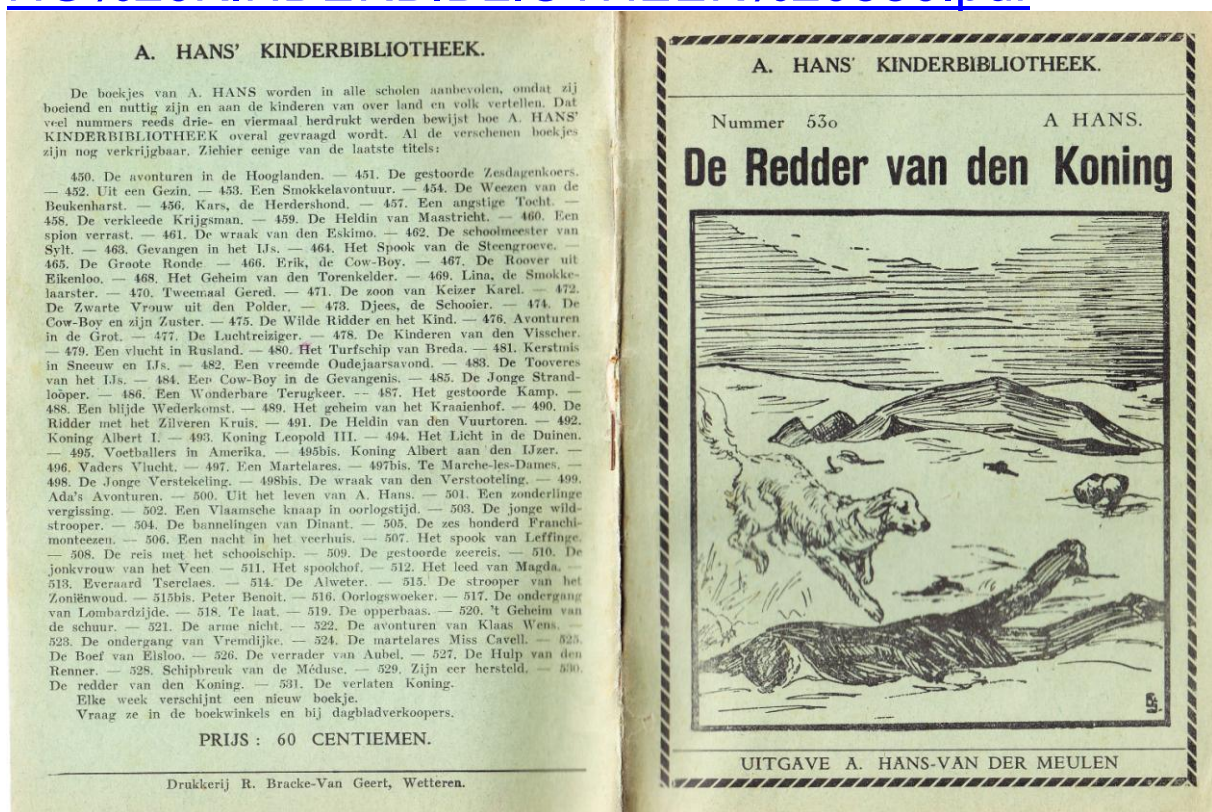 A. HANS' KINDERBIBLIOTHEEK.
De boekjes van A. HANS worden in alle scholen aanbevolen, omdat zij
boeiend en nuttig zijn en aan de kinderen van over land en volk vertellen. Dat
veel nummers reeds drie- en viermaal herdrukt werden bewijst hoe A. HANS'
KINDERBIBLIOTHEEK overal gevraagd wordt. Al de verschenen boekjes
zijn nog verkrijgbaar. Ziehier eenige van de laatste titels:
450. De avonturen in de Hooglanden. — 451. De gestoorde Zesdagenkoers.
— 452. Uit een Gezin. — 453. Een Smokkelavontuur. — 454. De Weezen van de
Beukenharst. — 456. Kars, de Herdershond. — 457. Een angstige Tocht. —
458. De verkleede Krijgsman. — 459. De Heldin van Maastricht. — 460. Een
spion verrast. — 461. De wraak van den Eskimo. — 462. De schoolmeester van
Sylt. — 463. Gevangen in het IJs. — 464. Het Spook van de Steengroeve. —
465. De Groote Ronde — 466. Erik, de Cow-Boy. — 467. De Roover uit
Eikenloo. — 468. Het Geheim van den Torenkelder. — 469. Lina, de Smokke-
laarster. — 470. Tweemaal Gered. — 471. De zoon van Keizer Karel. — 472.
De Zwarte Vrouw uit den Polder. — 473. Djees, de Schooier. — 474. De
Cow-Boy en zijn Zuster. — 475. De Wilde Ridder en het Kind. — 476. Avonturen
in de Grot. — 477. De Luchtreiziger. — 478. De Kinderen van den Visscher.
— 479. Een vlucht in Rusland. — 480. Het Turfschip van Breda. — 481. Kerstmis
in Sneeuw en IJs. — 482. Een vreemde Oudejaarsavond. — 483. De Tooveres
van het IJs. — 484. Een Cow-Boy in de Gevangenis. — 485. De Jonge Strand-
looper. — 486. Een Wonderbare Terugkeer. -- 487. Het gestoorde Kamp. —
488. Een blijde Wederkomst. — 489. Het geheim van het Kraaienhof. — 490. De
Ridder met het Zilveren Kruis. — 491. De Heldin van den Vuurtoren. — 492.
Koning Albert I. — 493. Koning Leopold III. — 494. Het Licht in de Duinen.
— 495. Voetballers in Amerika. — 495bis. Koning Albert aan den IJzer. —
496. Vaders Vlucht. — 497. Een Martelares. — 497bis. Te Marche-les-Dames. —
498. De Jonge Verstekeling. — 498bis. De wraak van den Verstooteling. — 499.
Ada's Avonturen. — 500. Uit het leven van A. Hans. — 501. Een zonderlinge
vergissing. — 502. Een Vlaamsche knaap in oorlogstijd. — 503. De jonge wild-
strooper. — 504. De bannelingen van Dinant. — 505. De zes honderd Franchi-
monteezen. — 506. Een nacht in het veerhuis. — 507. Het spook van Leffinge.
— 508. De reis met het schoolschip. — 509. De gestoorde zeereis. — 510. De
jonkvrouw van het Veen — 511. Het spookhof. — 512. Het leed van Magda. —
513. Everaard Tserclaes. — 514. De Alweter. — 515. De strooper van het
Zoniënwoud. — 515bis. Peter Benoit. — 516. Oorlogswoeker. — 517. De ondergang
van Lombardzijde. — 518. Te laat. — 519. De opperbaas. — 520. 't Geheim van
de schuur. — 521. De arme nicht. — 522. De avonturen van Klaas Wens. —
523. De ondergang van Vremdijke. — 524. De martelares Miss Cavell. — 525.
De Boef van Elsloo. — 526. De verrader van Aubel. — 527. De Hulp van den
Renner. — 528. Schipbreuk van de Méduse. — 529. Zijn eer hersteld. — 530.
De redder van den Koning. — 531. De verlaten Koning.
Elke week verschijnt een nieuw boekje.
Vraag ze in de boekwinkels en bij dagbladverkoopers.
PRIJS : 60 CENTIEMEN.
Drukkerij R. Bracke-Van Geert, Wetteren.
A. HANS' KINDERBIBLIOTHEEK.
Nummer 53o A HANS.
De Redder van den Koning
UITGAVE A. HANS-VAN DER MEULEN